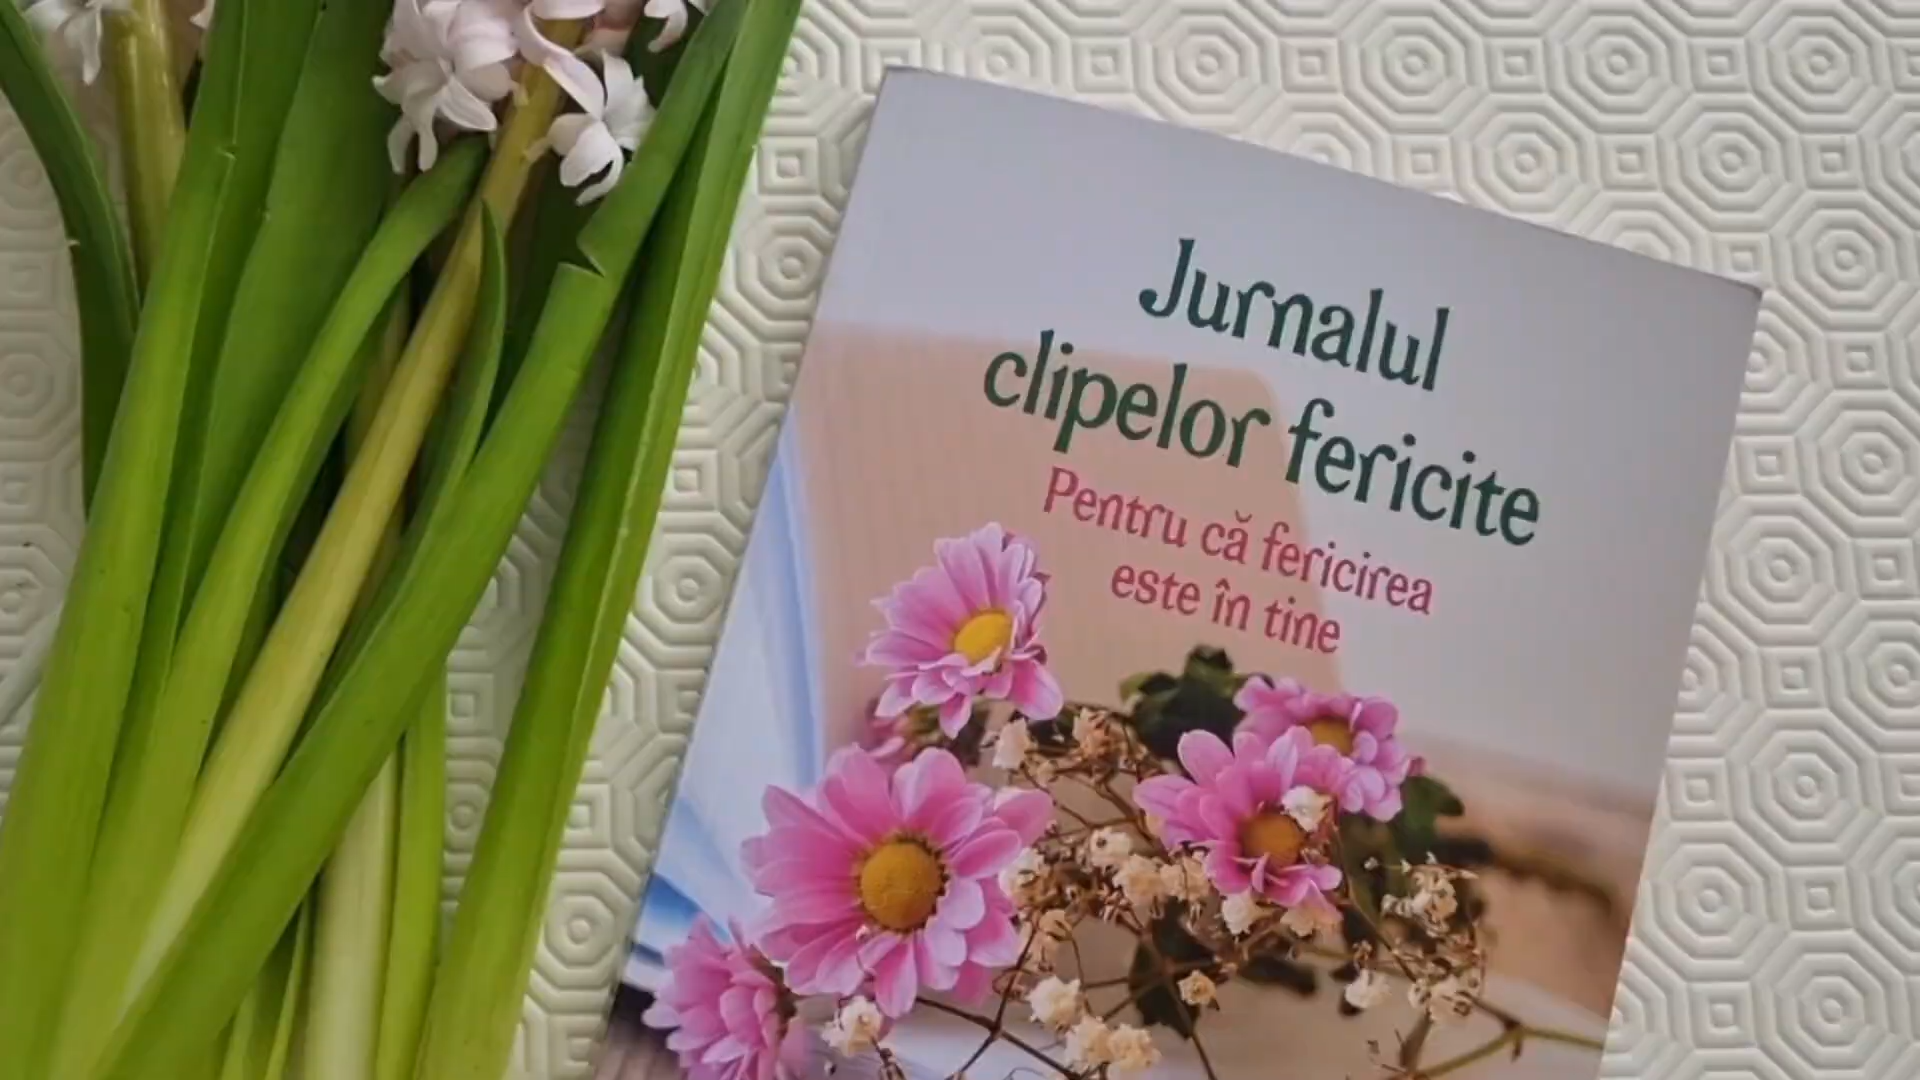 Jurnalul
clipelor fericite
Pentru că fericirea
este în tine